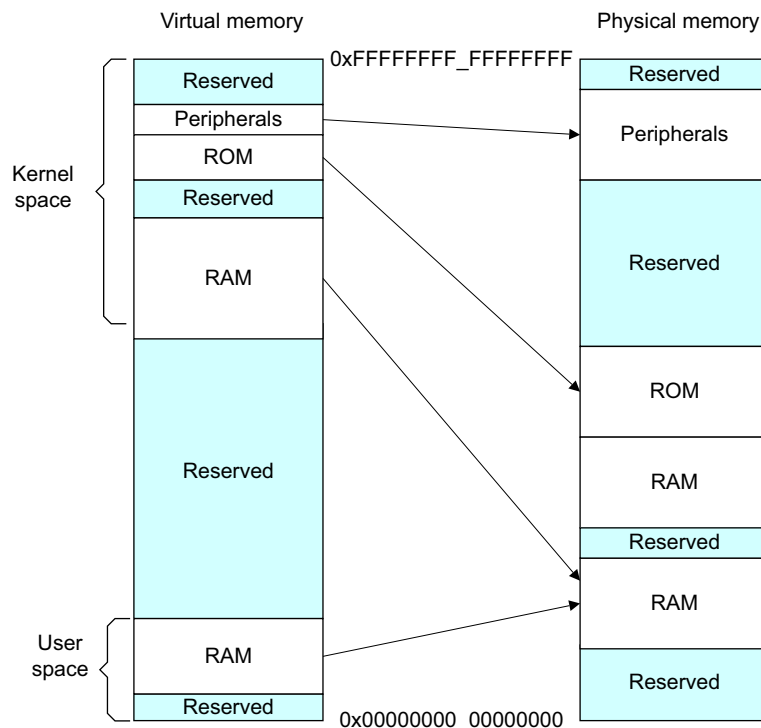 Virtual memory
Physical memory
0xFFFFFFFF_FFFFFFFF
Kernel
space
Reserved
Peripherals
ROM
Reserved
RAM
Reserved
User
space
RAM
Reserved
Reserved
Peripherals
Reserved
ROM
RAM
Reserved
RAM
Reserved
0x00000000_00000000